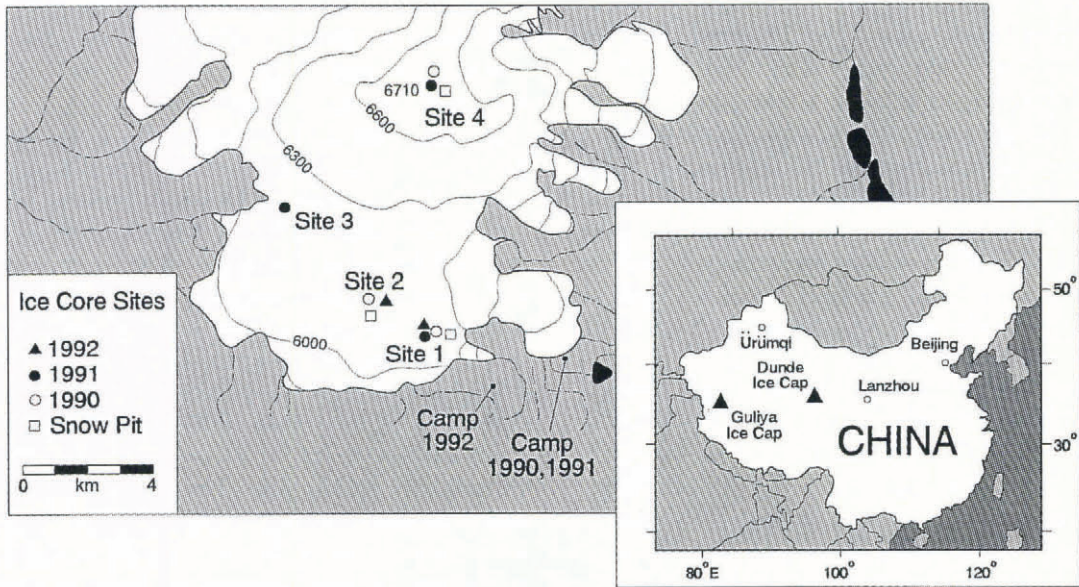 6710
Site 4
6600
6300
Site 3
Site 2
Site 1
6000
Ice Core Sites
1992
1991
1990
Snow Pit
0 km 4
Camp
1992
Camp
1990,1991
50°
Ürümqi
Beijing
Dunde
Ice Cap
Lanzhou
Guliya
Ice Cap
CHINA
30°
80°E
100°
120°